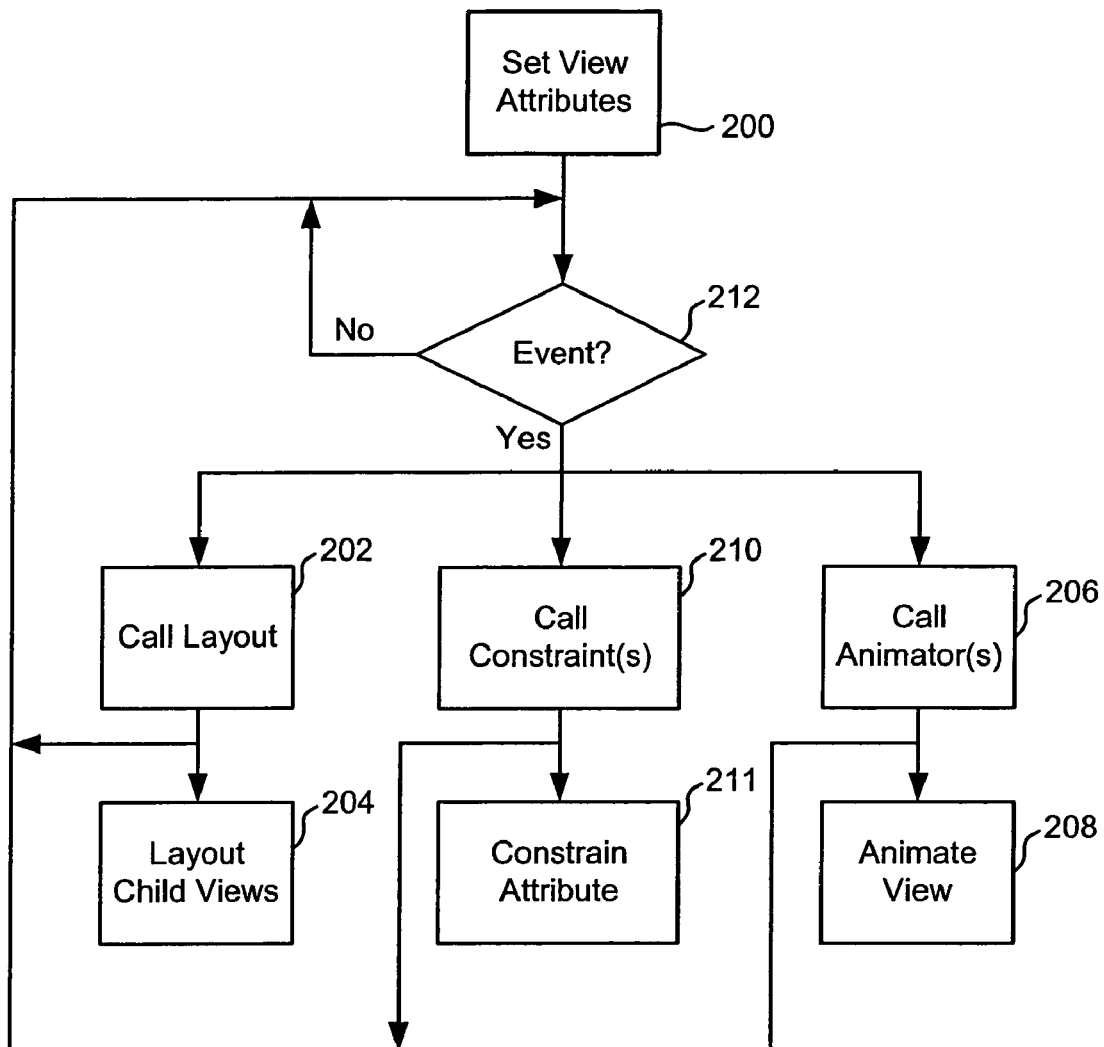 Set View
Attributes
200
212
No
Event?
Yes
202
210
206
Call Layout
Call
Constraint(s)
Call
Animator(s)
204
211
208
Layout
Child Views
Constrain
Attribute
Animate
View